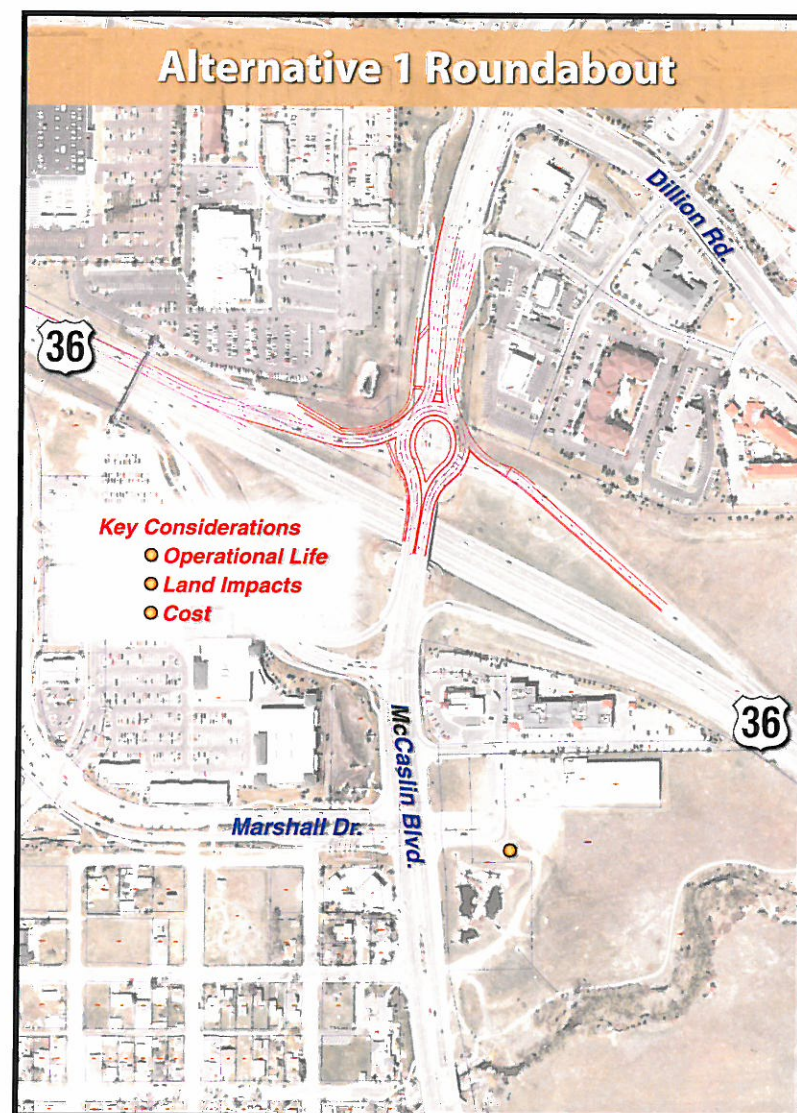 Alternative 1 Roundabout
Dillion Rd.
36
Key Considerations
Operational Life
Land Impacts
Cost
36
McCaslin Blvd.
Marshall Dr.